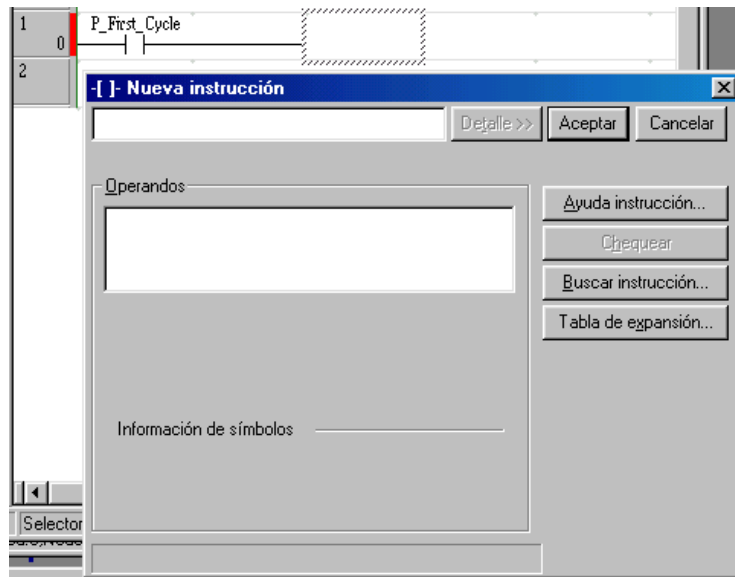 1
P_First_Cycle
0
2
-[ ]- Nueva instrucción
Detalle >>
Aceptar
Cancelar
Operandos
Ayuda instrucción...
Chequear
Buscar instrucción...
Tabla de expansión...
Información de símbolos
Selector